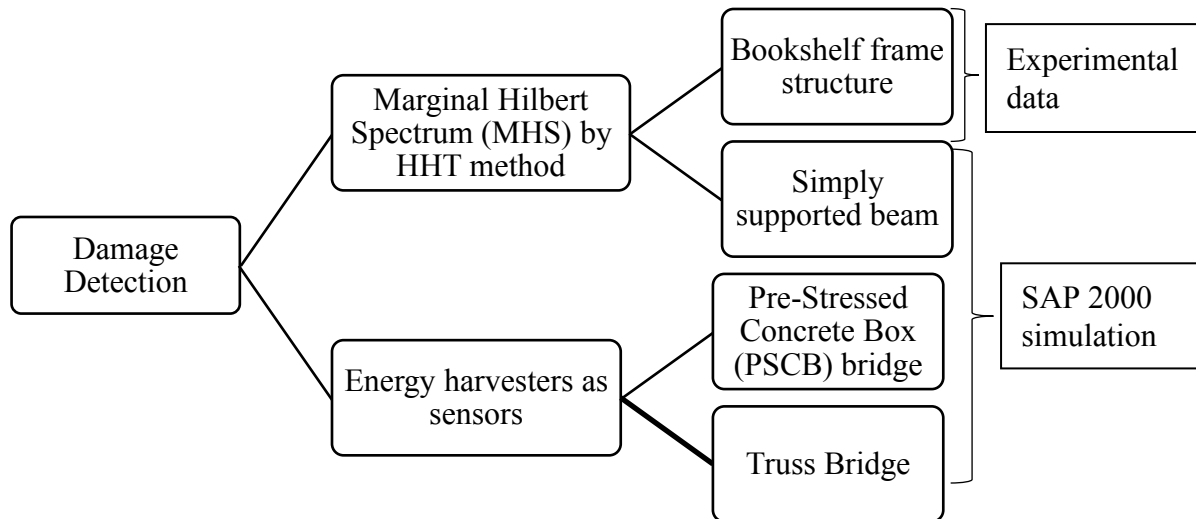 Damage
Detection
Marginal Hilbert
Spectrum (MHS) by
HHT method
Energy harvesters as
sensors
Bookshelf frame
structure
Simply
supported beam
Pre-Stressed
Concrete Box
(PSCB) bridge
Truss Bridge
Experimental
data
SAP 2000
simulation